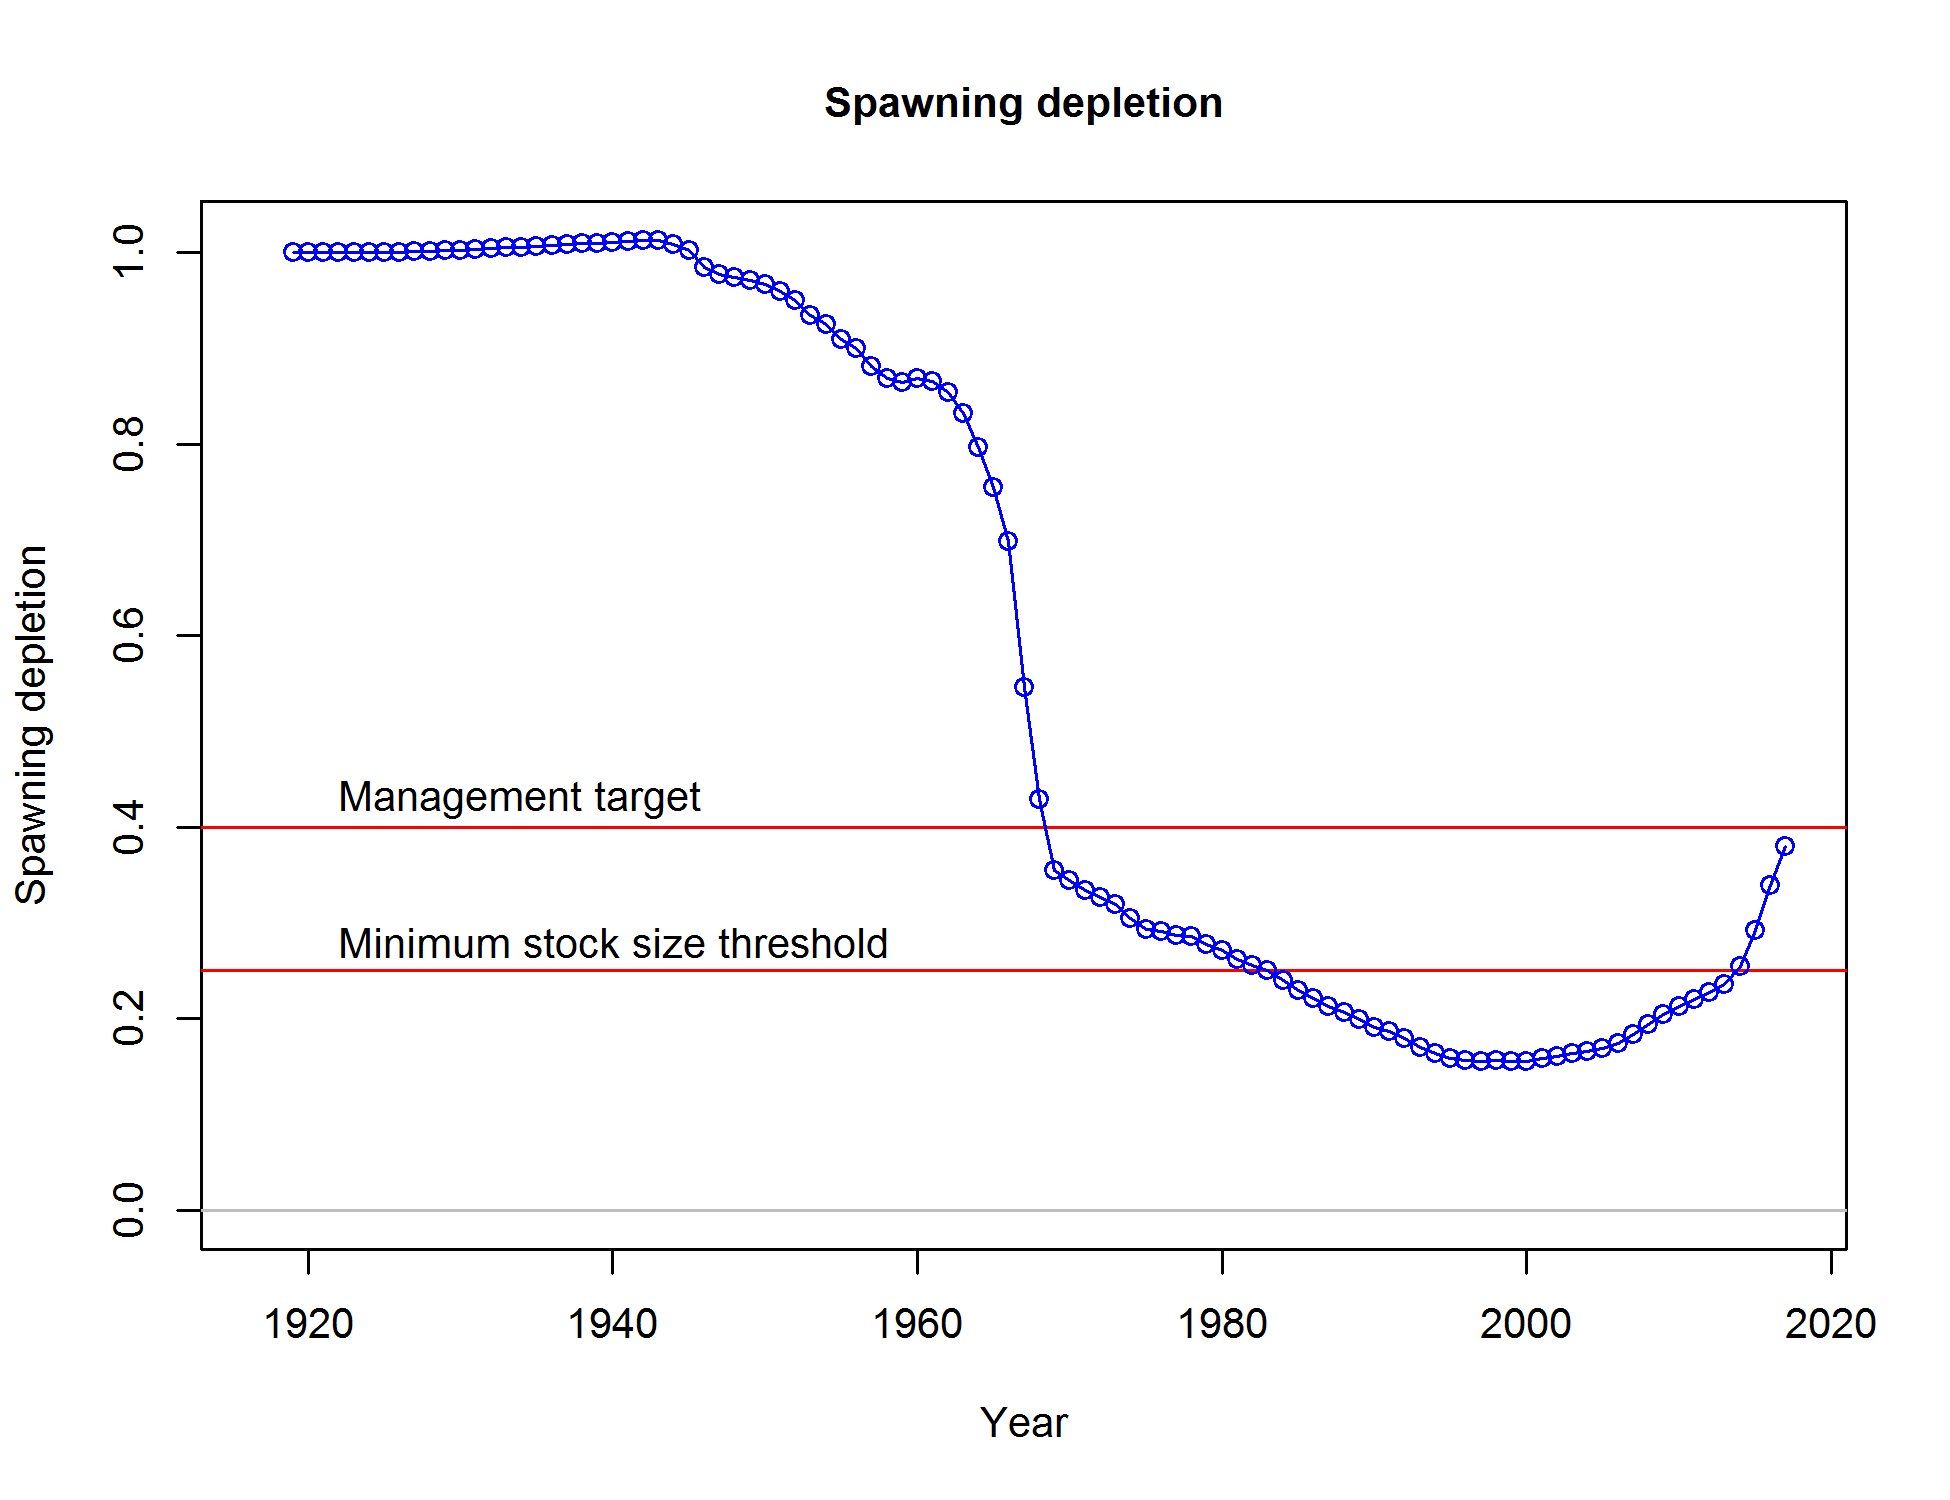 Spawning depletion
1.0
0.8
0.6
0.4
0.2
0.0
Spawning depletion
Management target
Minimum stock size threshold
1920 1940 1960 1980 2000 2020
Year